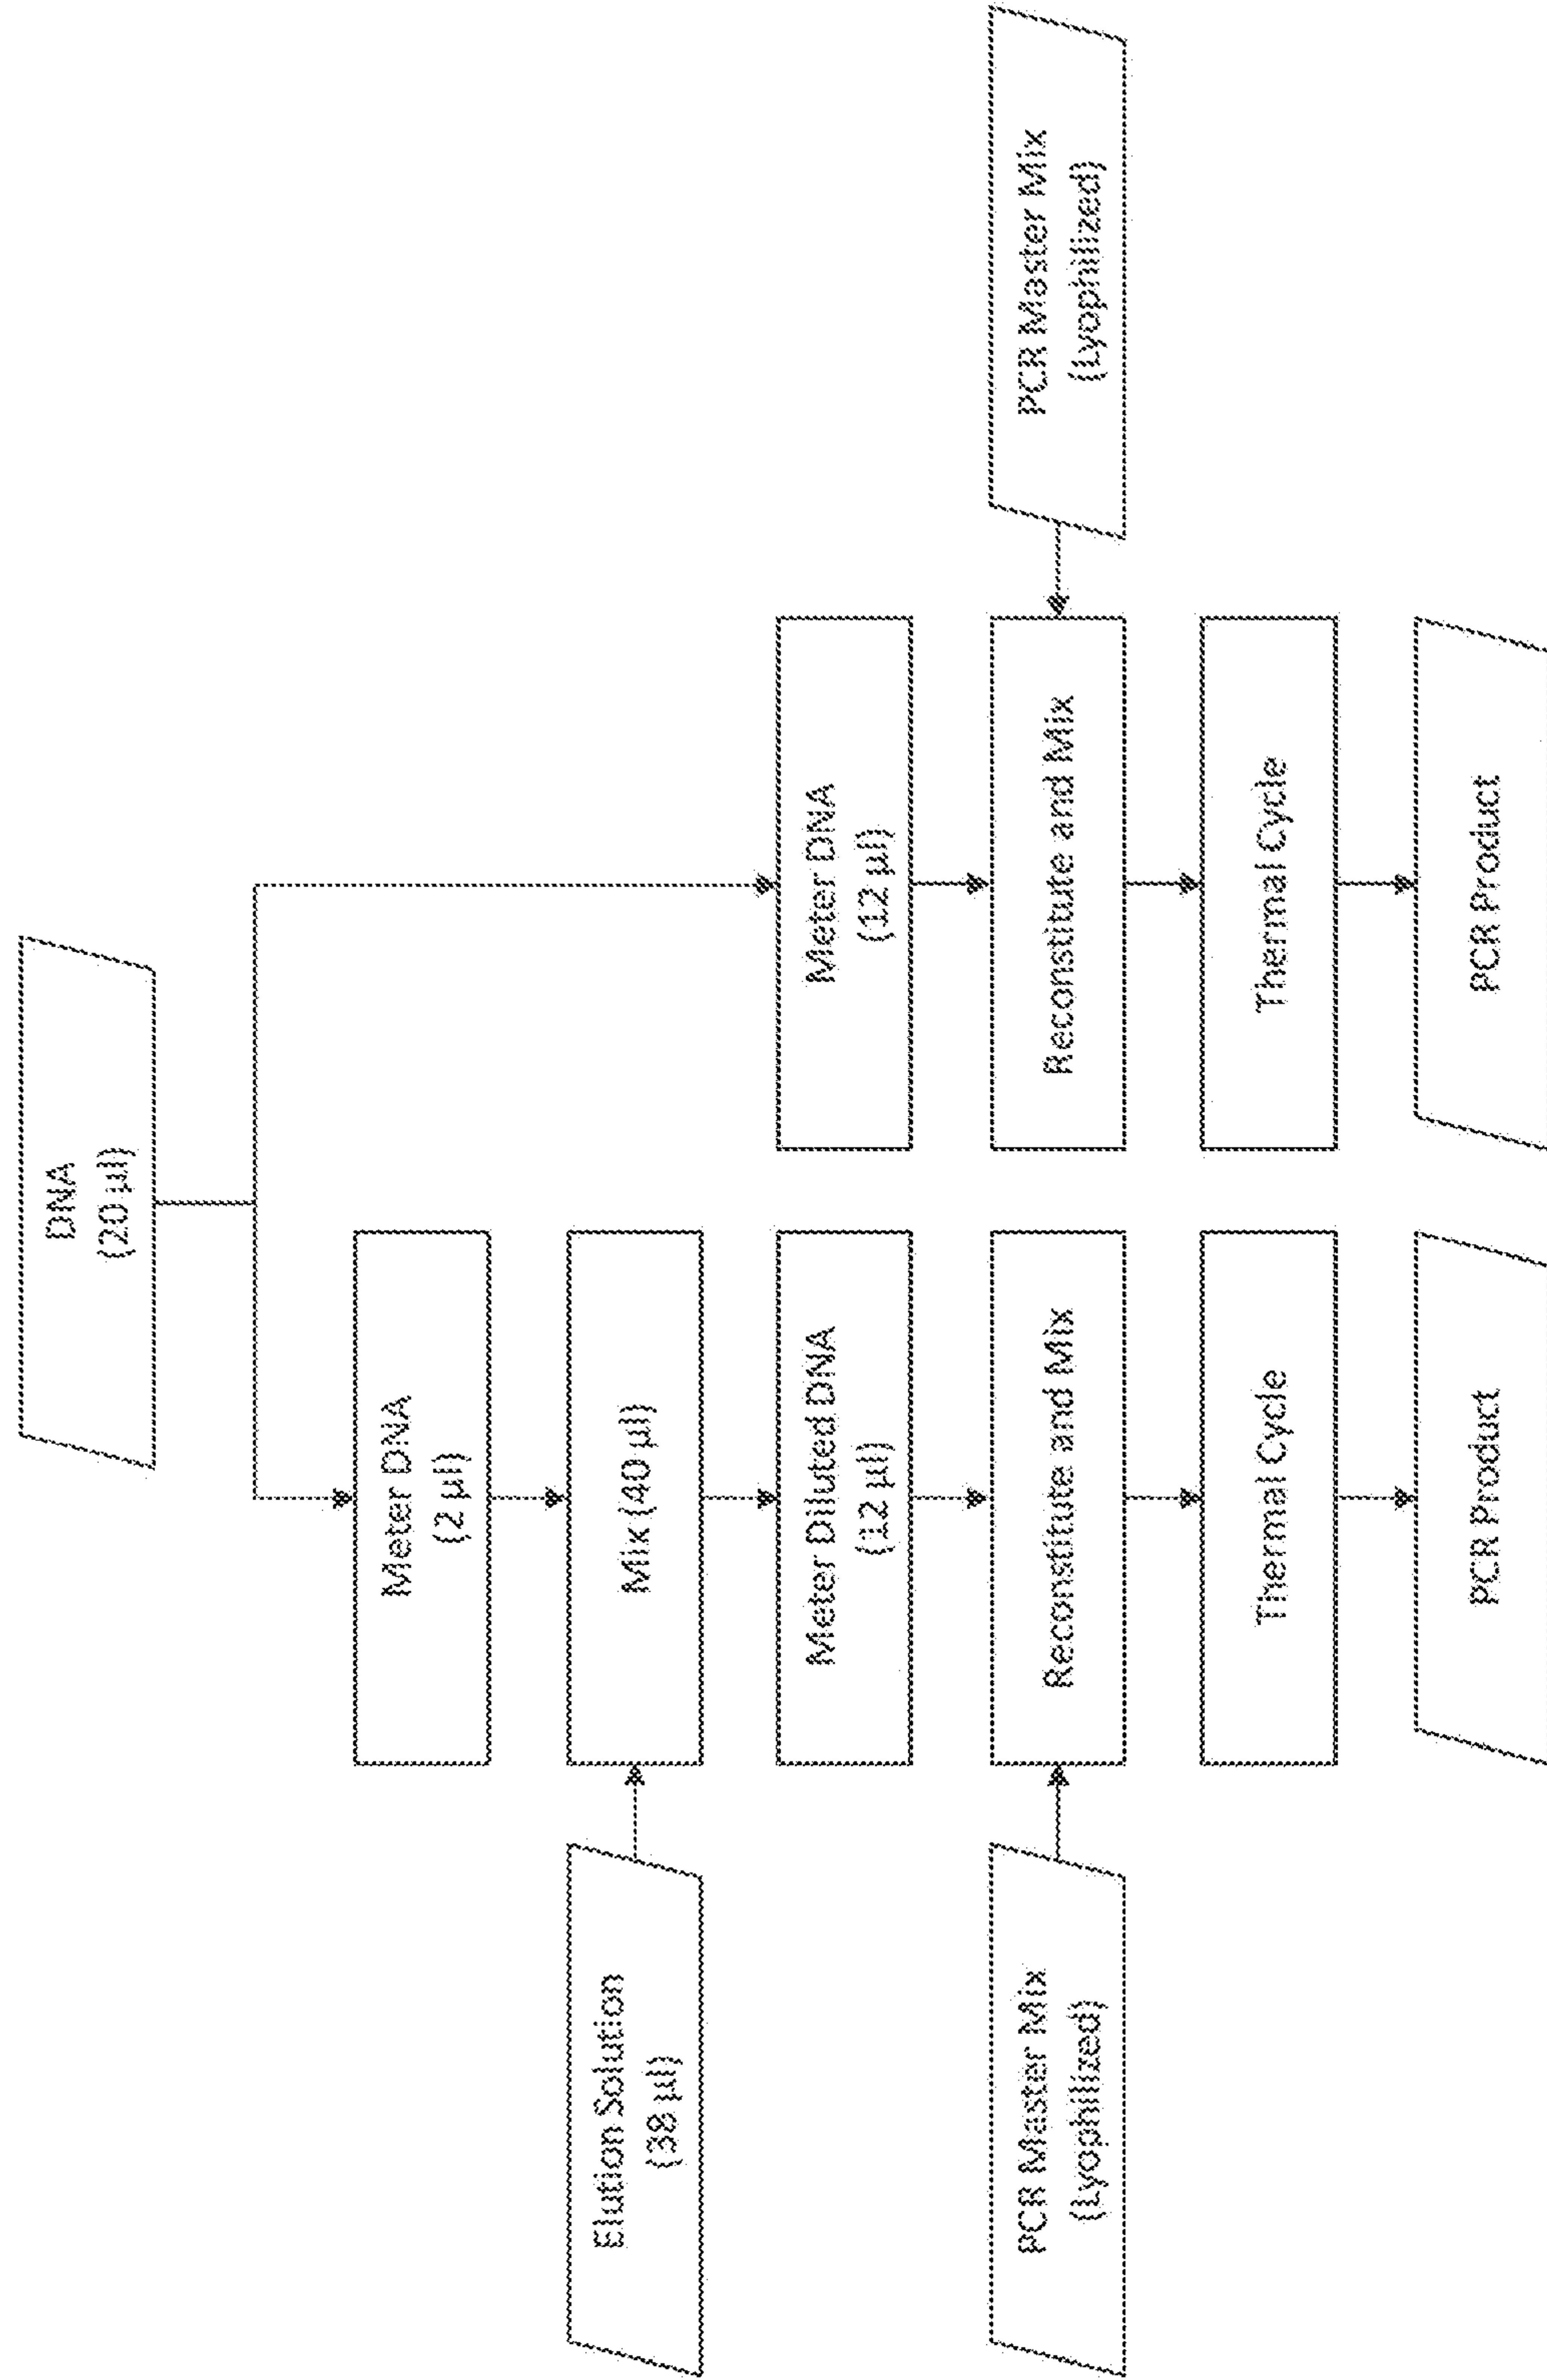 DNA
(20 µl)
Meter DNA
(2 µl)
Elution Solution
(38 µl)
Mix (40 µl)
Meter Diluted DNA
(12 µl)
Meter DNA
(12 µl)
PCR Master Mix
(Lyophilized)
Reconstitute and Mix
Reconstitute and Mix
PCR Master Mix
(Lyophilized)
Thermal Cycle
Thermal Cycle
PCR Product
PCR Product